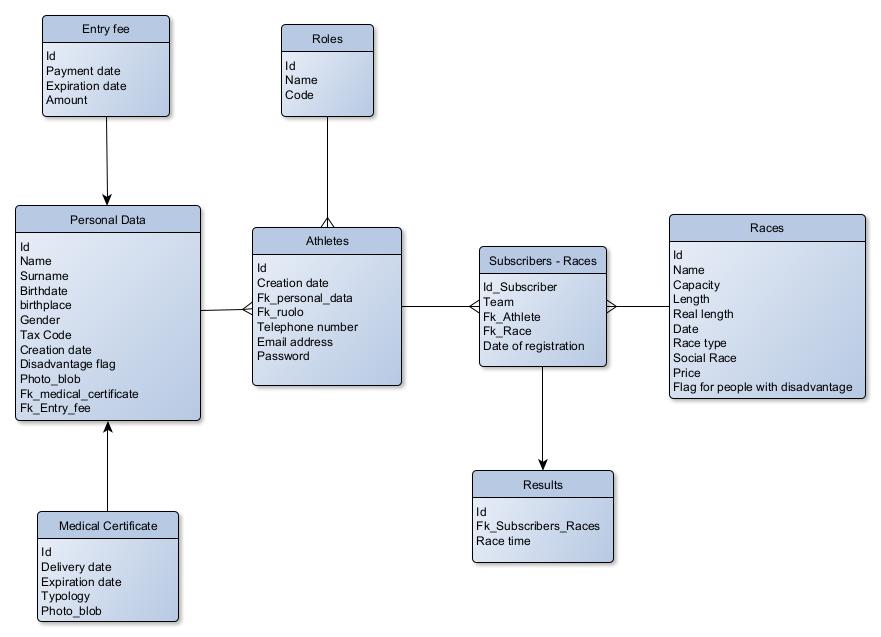 Entry fee
Id
Payment date
Expiration date
Amount
Roles
Id
Name
Code
Personal Data
Id
Name
Surname
Birthdate
birthplace
Gender
Tax Code
Creation date
Disadvantage flag
Photo_blob
Fk_medical_certificate
Fk_Entry_fee
Athletes
Id
Creation date
Fk_personal_data
Fk_ruolo
Telephone number
Email address
Password
Subscribers - Races
Id_Subscriber
Team
Fk_Athlete
Fk_Race
Date of registration
Races
Id
Name
Capacity
Length
Real length
Date
Race type
Social Race
Price
Flag for people with disadvantage
Results
Id
Fk_Subscribers_Races
Race time
Medical Certificate
Id
Delivery date
Expiration date
Typology
Photo_blob